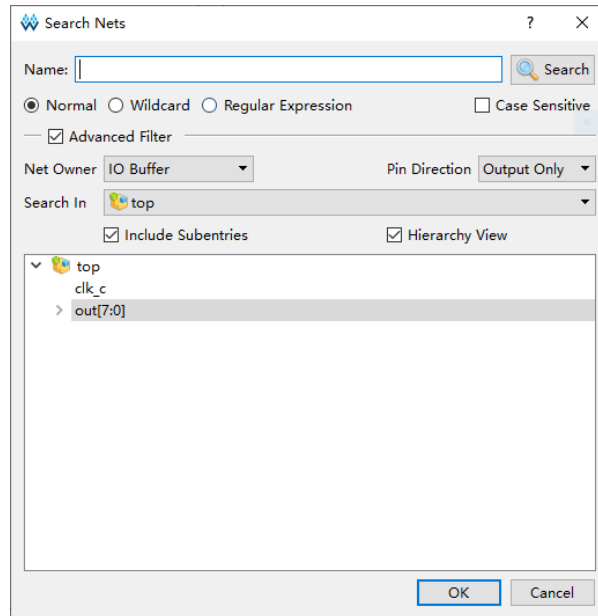 Search Nets ?
Name: Search
Normal Wildcard Regular Expression Case Sensitive
Advanced Filter
Net Owner IO Buffer Pin Direction Output Only
Search In top
Include Subentries Hierarchy View
top
clk_c
out[7:0]
OK Cancel